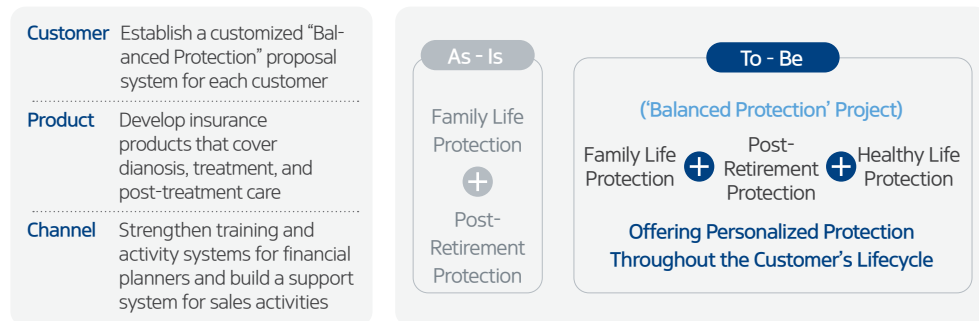 Customer Establish a customized “Bal-
anced Protection” proposal
system for each customer
Product Develop insurance
products that cover
dianosis, treatment, and
post-treatment care
Channel Strengthen training and
activity systems for financial
planners and build a support
system for sales activities
As - Is
Family Life
Protection
+
Post-
Retirement
Protection
To - Be
(‘Balanced Protection’ Project)
Family Life
Protection
+
Post-
Retirement
Protection
+
Healthy Life
Protection
Offering Personalized Protection
Throughout the Customer’s Lifecycle